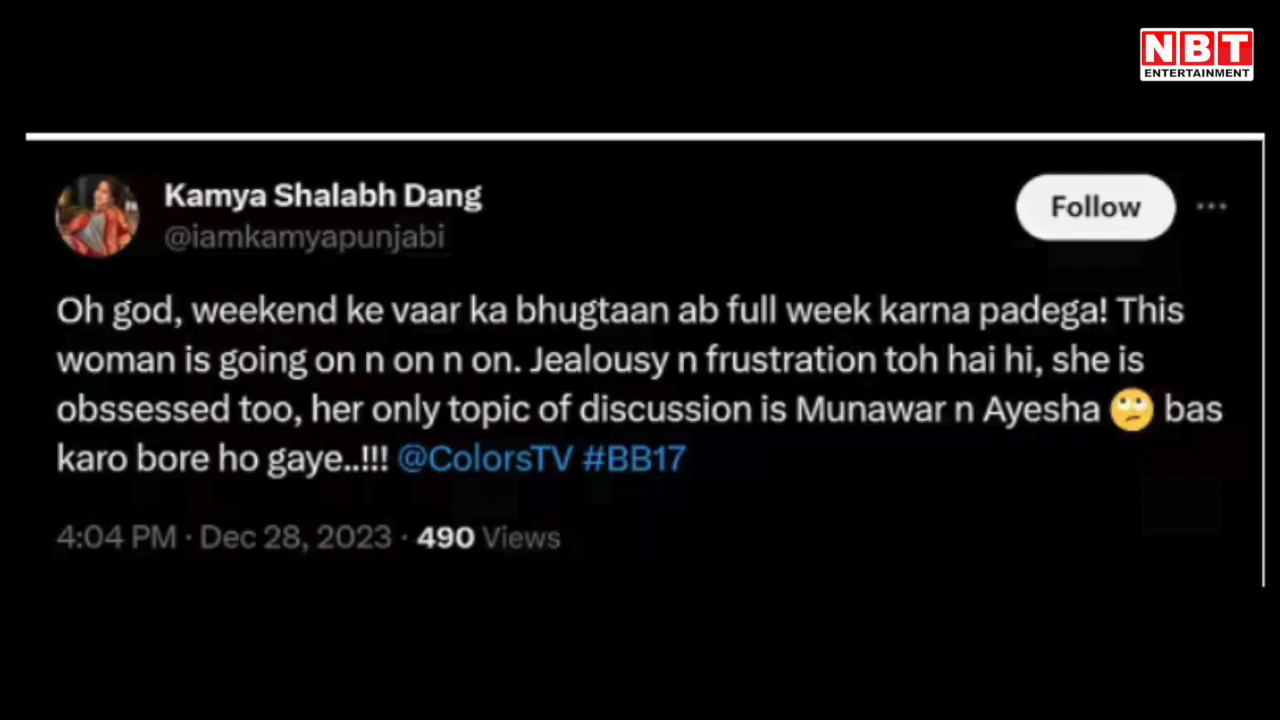 NBT
ENTERTAINMENT
Kamya Shalabh Dang
@iamkamyapunjabi
Follow
Oh god, weekend ke vaar ka bhugtaan ab full week karna padega! This
woman is going on n on n on. Jealousy n frustration toh hai hi, she is
obssessed too, her only topic of discussion is Munawar n Ayesha 🙄 bas
karo bore ho gaye..!!! @ColorsTV #BB17
4:04 PM · Dec 28, 2023 · 490 Views